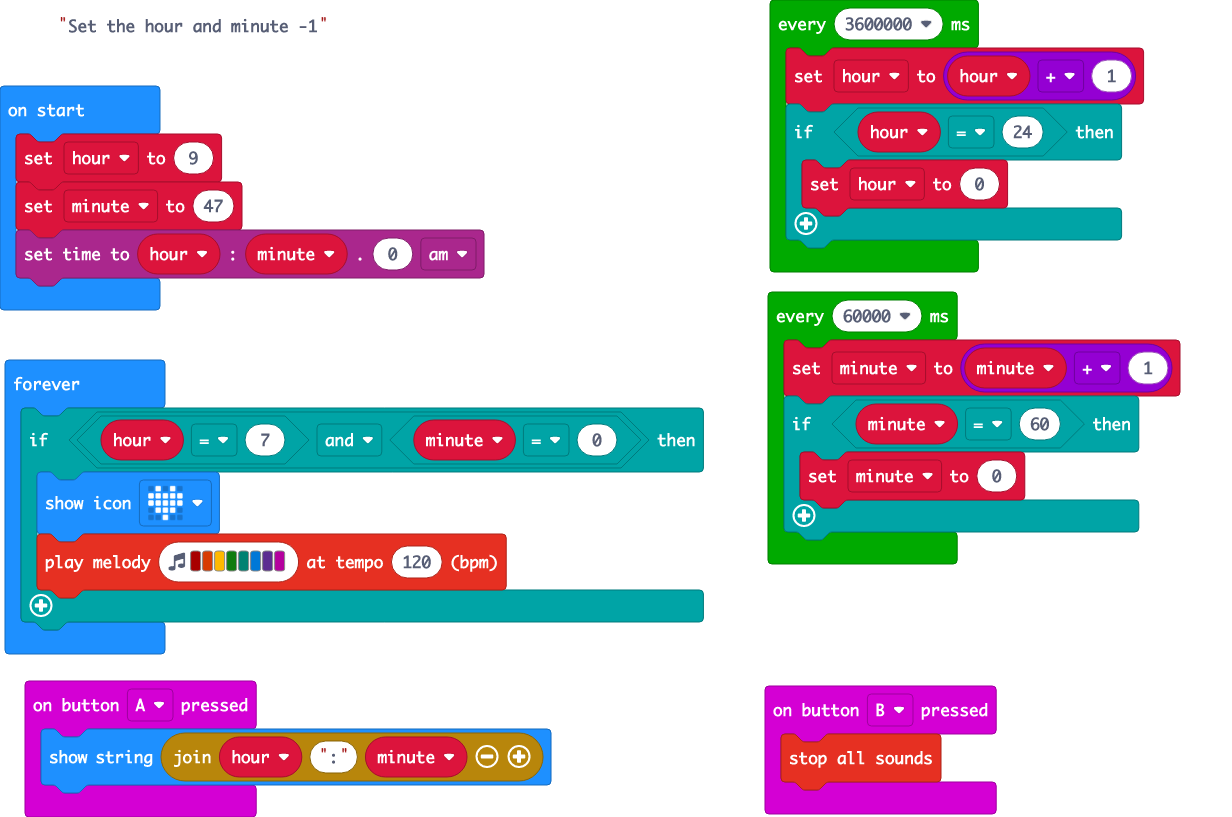 "Set the hour and minute -1"
on start
set hour to 9
set minute to 47
set time to hour : minute . 0 am
forever
if hour = 7 and minute = 0 then
show icon
play melody at tempo 120 (bpm)
on button A pressed
show string join hour ":" minute
every 3600000 ms
set hour to hour + 1
if hour = 24 then
set hour to 0
every 60000 ms
set minute to minute + 1
if minute = 60 then
set minute to 0
on button B pressed
stop all sounds